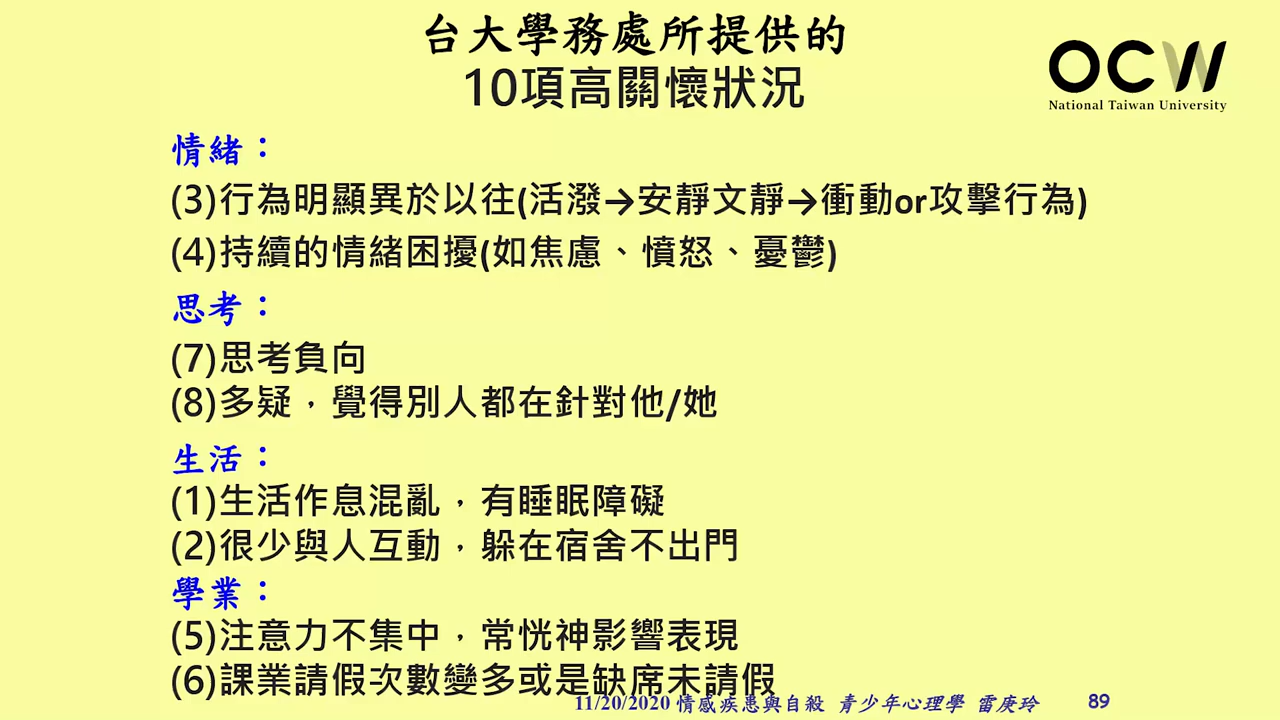 台大學務處所提供的
10項高關懷狀況
OCW
National Taiwan University
情緒：
(3)行為明顯異於以往(活潑→安靜文靜→衝動or攻擊行為)
(4)持續的情緒困擾(如焦慮、憤怒、憂鬱)
思考：
(7)思考負向
(8)多疑，覺得別人都在針對他/她
生活：
(1)生活作息混亂，有睡眠障礙
(2)很少與人互動，躲在宿舍不出門
學業：
(5)注意力不集中，常恍神影響表現
(6)課業請假次數變多或是缺席未請假
11/20/2020 情感疾患與自殺 青少年心理學 雷庚玲
89